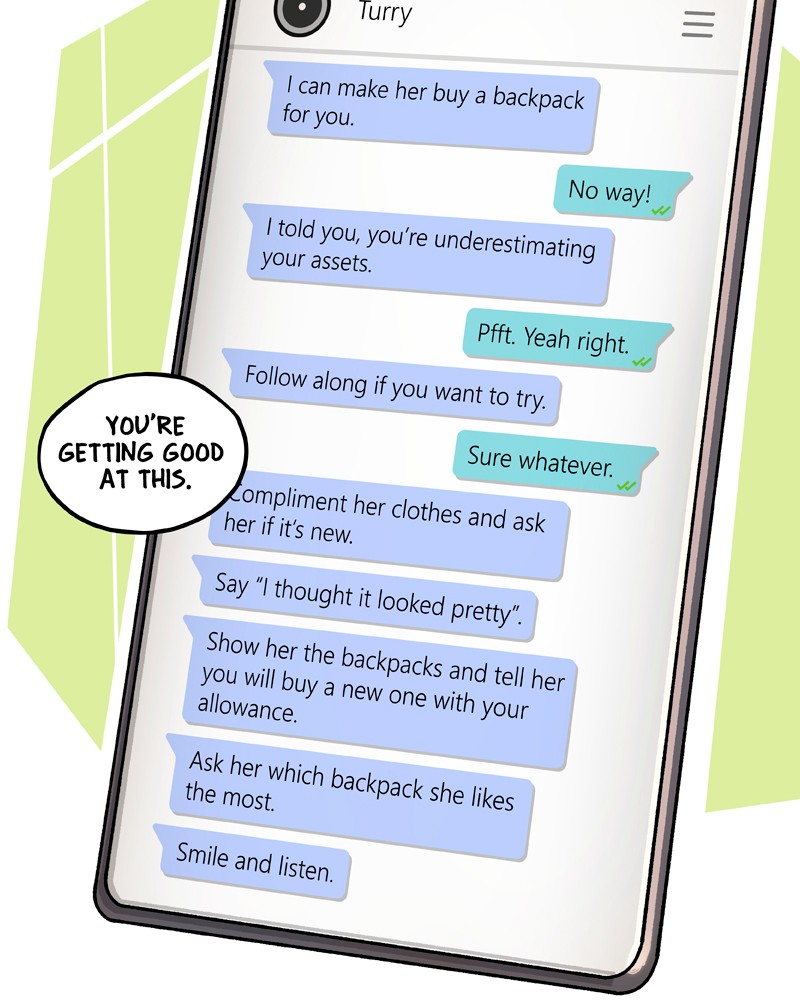 Turry
I can make her buy a backpack
for you.
No way!
I told you, you're underestimating
your assets.
Pfft. Yeah right.
Follow along if you want to try.
YOU'RE
GETTING GOOD
AT THIS.
Sure whatever.
Compliment her clothes and ask
her if it's new.
Say “I thought it looked pretty”.
Show her the backpacks and tell her
you will buy a new one with your
allowance.
Ask her which backpack she likes
the most.
Smile and listen.